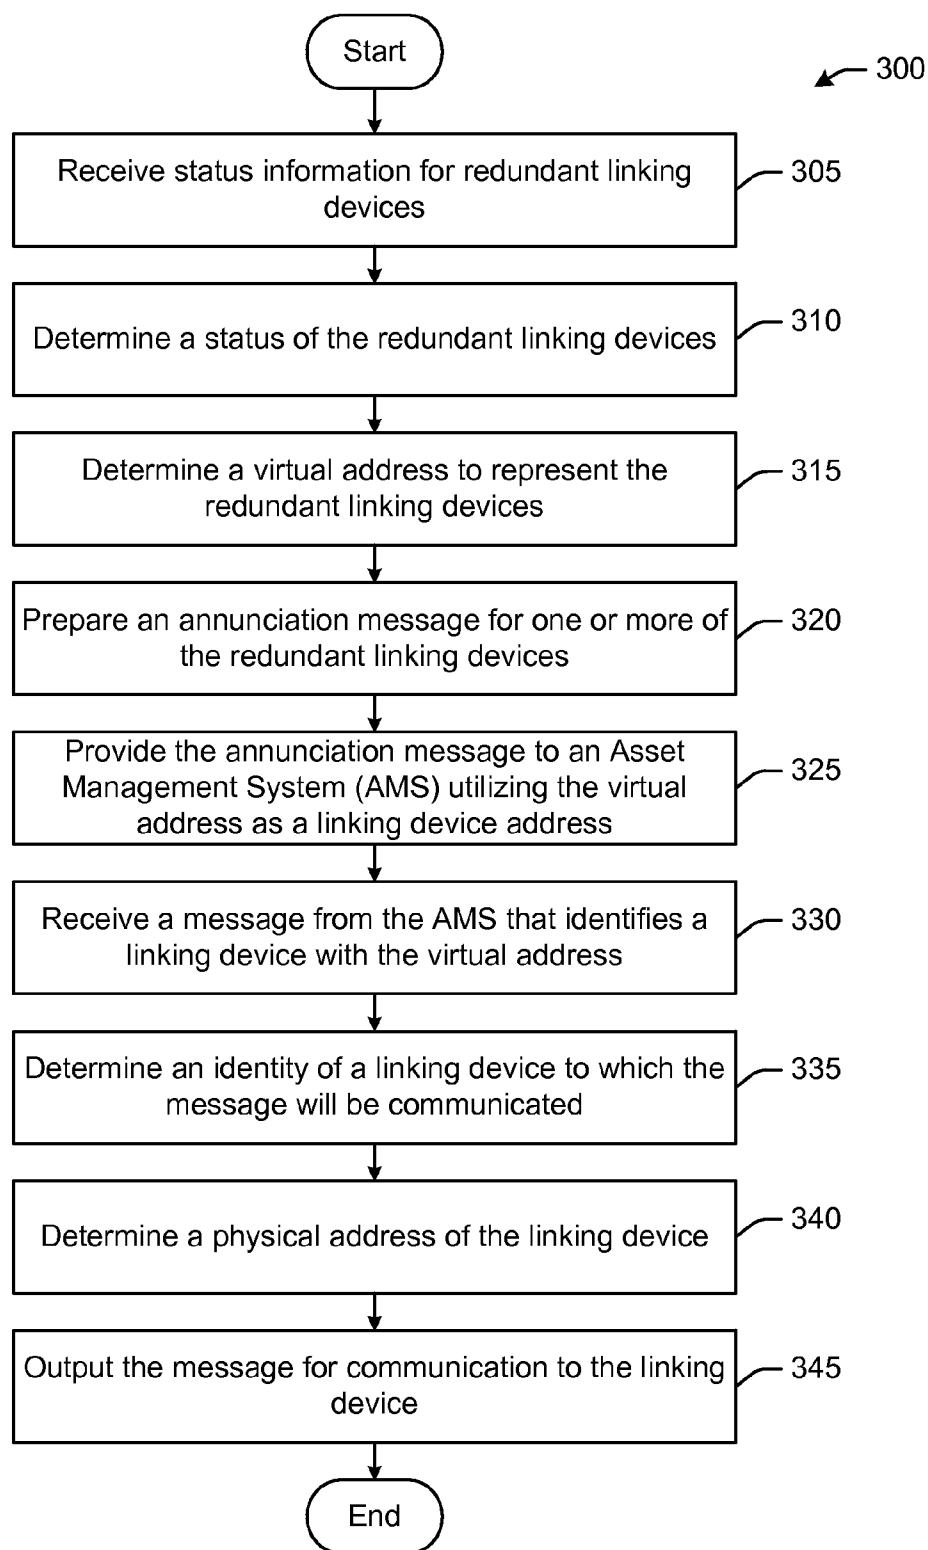 Start
300
Receive status information for redundant linking
devices
305
Determine a status of the redundant linking devices
310
Determine a virtual address to represent the
redundant linking devices
315
Prepare an annunciation message for one or more of
the redundant linking devices
320
Provide the annunciation message to an Asset
Management System (AMS) utilizing the virtual
address as a linking device address
325
Receive a message from the AMS that identifies a
linking device with the virtual address
330
Determine an identity of a linking device to which the
message will be communicated
335
Determine a physical address of the linking device
340
Output the message for communication to the linking
device
345
End